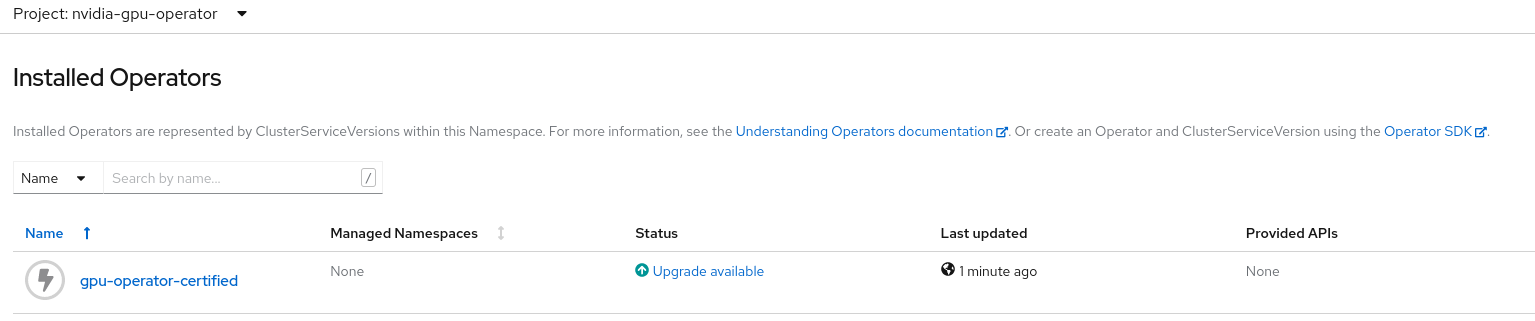 Project: nvidia-gpu-operator
Installed Operators
Installed Operators are represented by ClusterServiceVersions within this Namespace. For more information, see the Understanding Operators documentation. Or create an Operator and ClusterServiceVersion using the Operator SDK.
Name Search by name... /
Name Managed Namespaces Status Last updated Provided APIs
gpu-operator-certified None Upgrade available 1 minute ago None